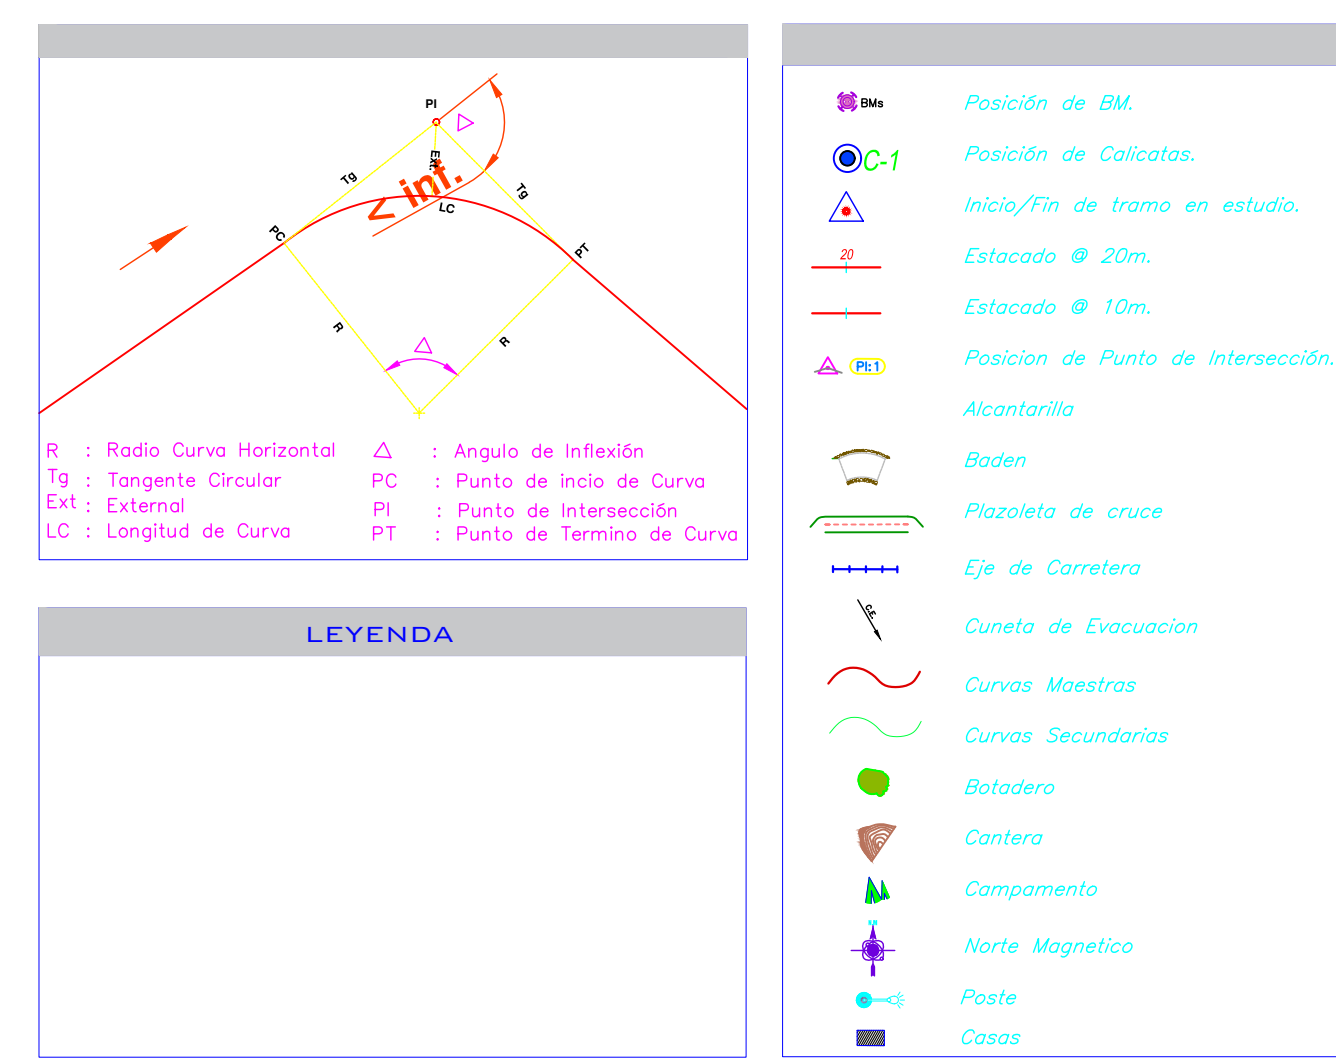 PI
Ext.
Tg
Tg
< inf.
LC
PC
PT
R
R
R : Radio Curva Horizontal
Tg : Tangente Circular
Ext : External
LC : Longitud de Curva
△ : Angulo de Inflexión
PC : Punto de incio de Curva
PI : Punto de Intersección
PT : Punto de Termino de Curva
LEYENDA
BMs Posición de BM.
C-1 Posición de Calicatas.
Inicio/Fin de tramo en estudio.
20 Estacado @ 20m.
Estacado @ 10m.
PI:1 Posicion de Punto de Intersección.
Alcantarilla
Baden
Plazoleta de cruce
Eje de Carretera
C.E. Cuneta de Evacuacion
Curvas Maestras
Curvas Secundarias
Botadero
Cantera
Campamento
Norte Magnetico
Poste
Casas